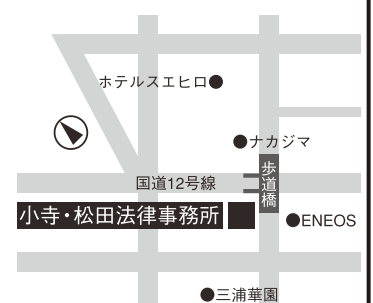 ホテルスエヒロ●
●ナカジマ
歩道橋
国道12号線
小寺・松田法律事務所
●ENEOS
●三浦華園